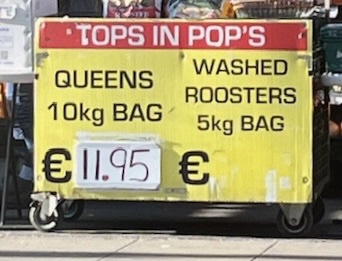 TOPS IN POP'S
QUEENS
10kg BAG
€ 11.95
WASHED
ROOSTERS
5kg BAG
€